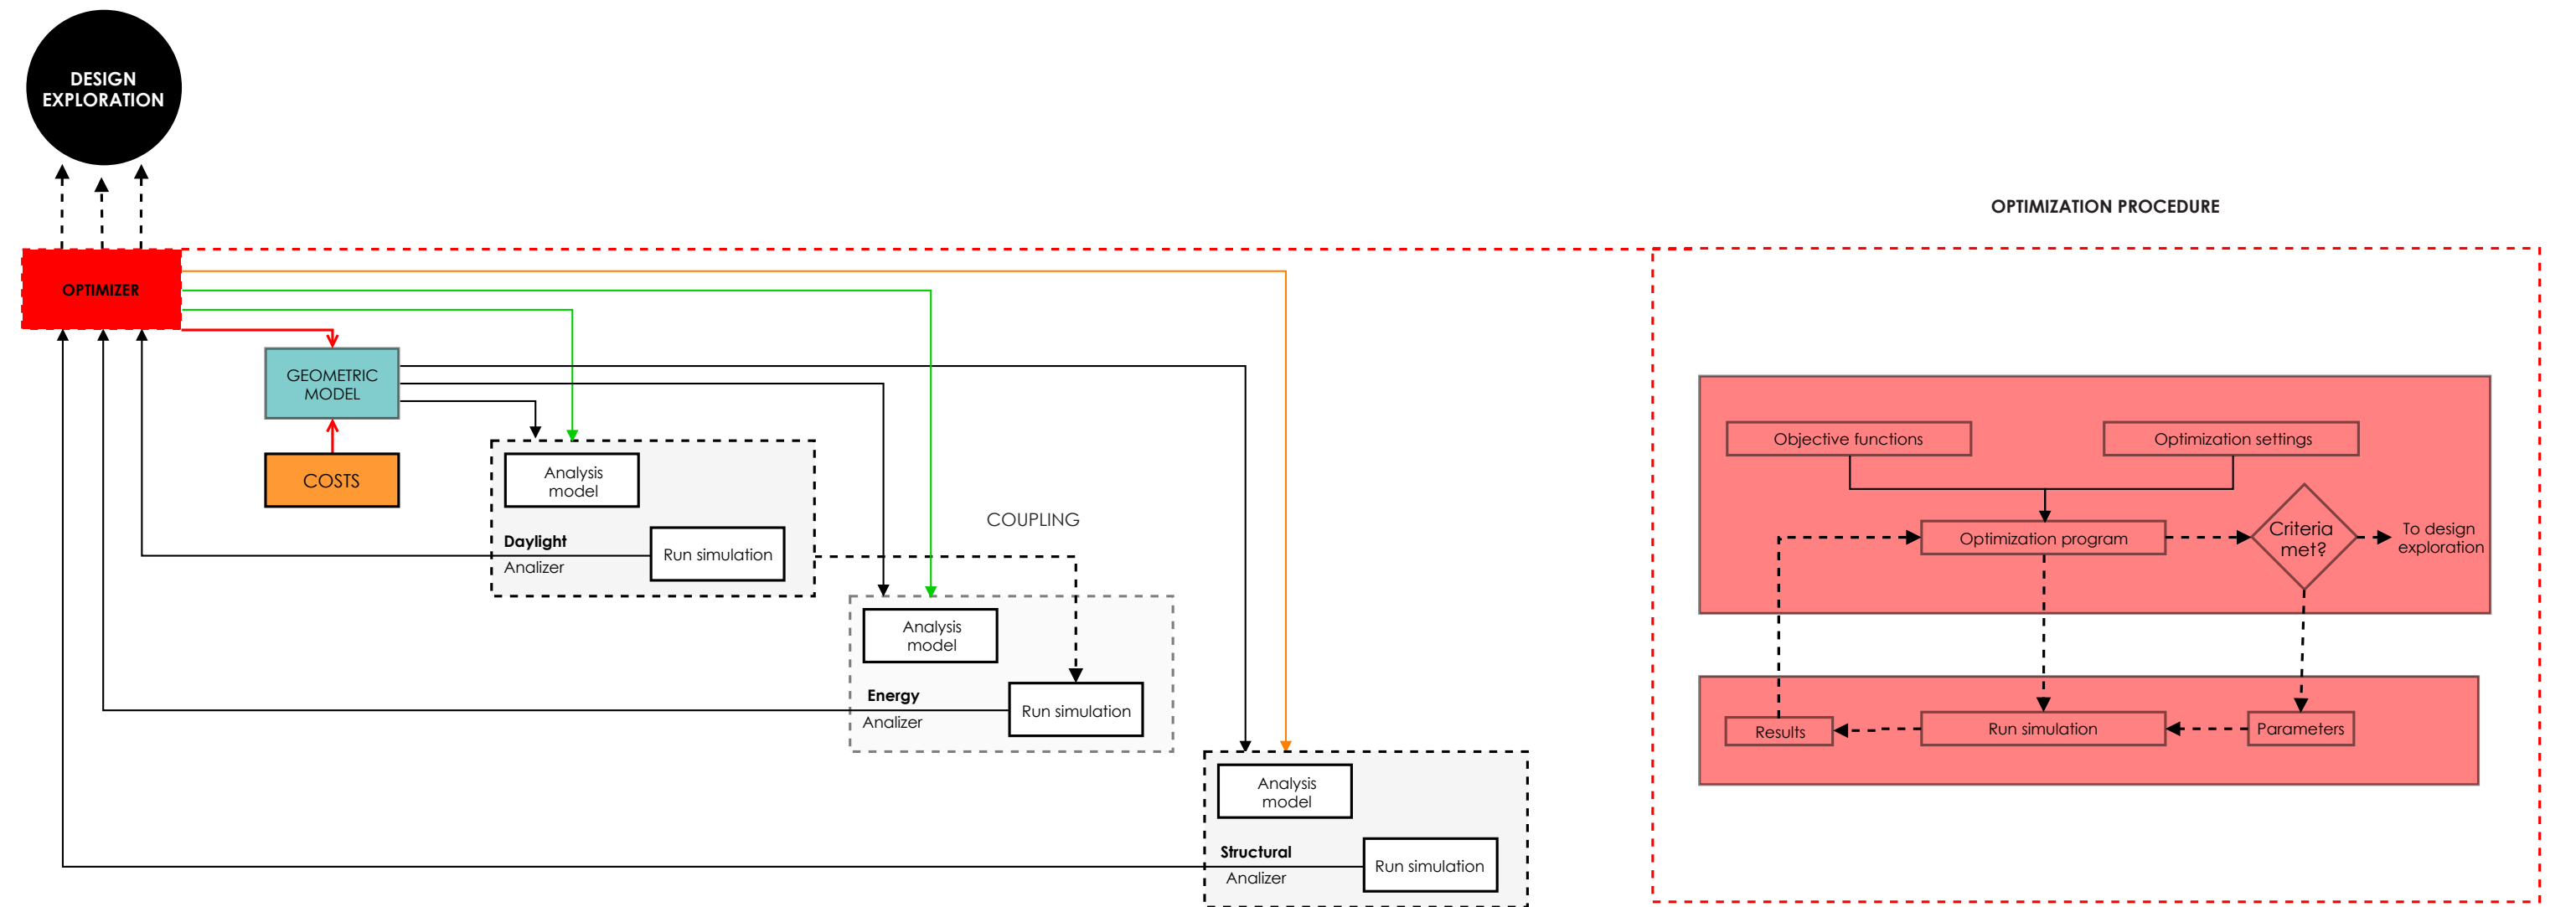 DESIGN
EXPLORATION
OPTIMIZATION PROCEDURE
OPTIMIZER
GEOMETRIC
MODEL
COSTS
Analysis
model
Daylight
Analizer
Run simulation
COUPLING
Analysis
model
Energy
Analizer
Run simulation
Analysis
model
Structural
Analizer
Run simulation
Objective functions
Optimization settings
Optimization program
Criteria
met?
To design
exploration
Results
Run simulation
Parameters